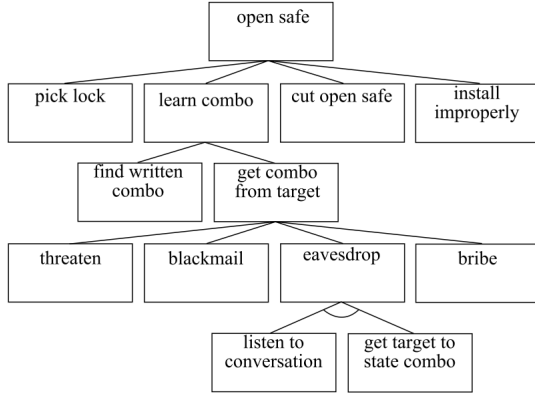 open safe
pick lock
learn combo
cut open safe
install
improperly
find written
combo
get combo
from target
threaten
blackmail
eavesdrop
bribe
listen to
conversation
get target to
state combo